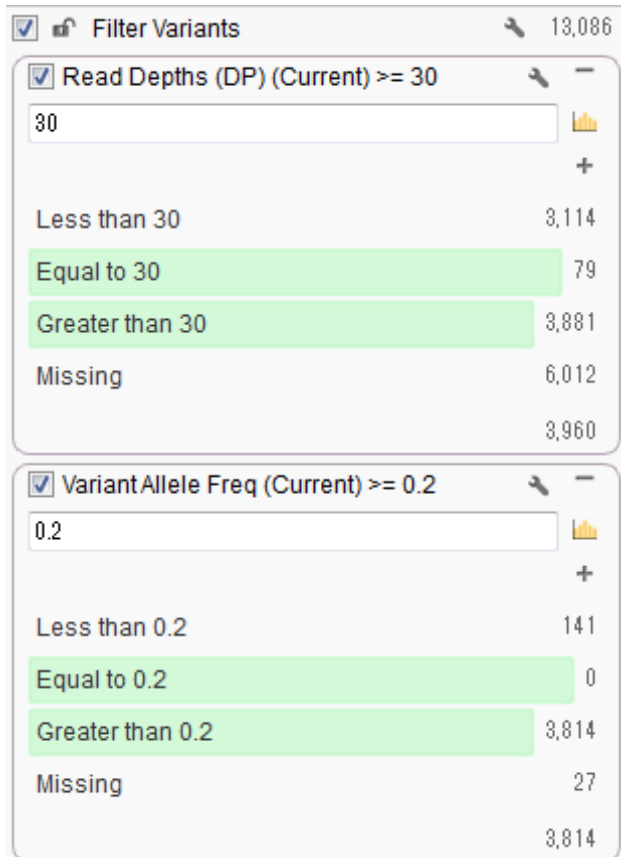 Filter Variants 13,086
Read Depths (DP) (Current) >= 30
30
Less than 30 3,114
Equal to 30 79
Greater than 30 3,881
Missing 6,012
3,960
Variant Allele Freq (Current) >= 0.2
0.2
Less than 0.2 141
Equal to 0.2 0
Greater than 0.2 3,814
Missing 27
3,814